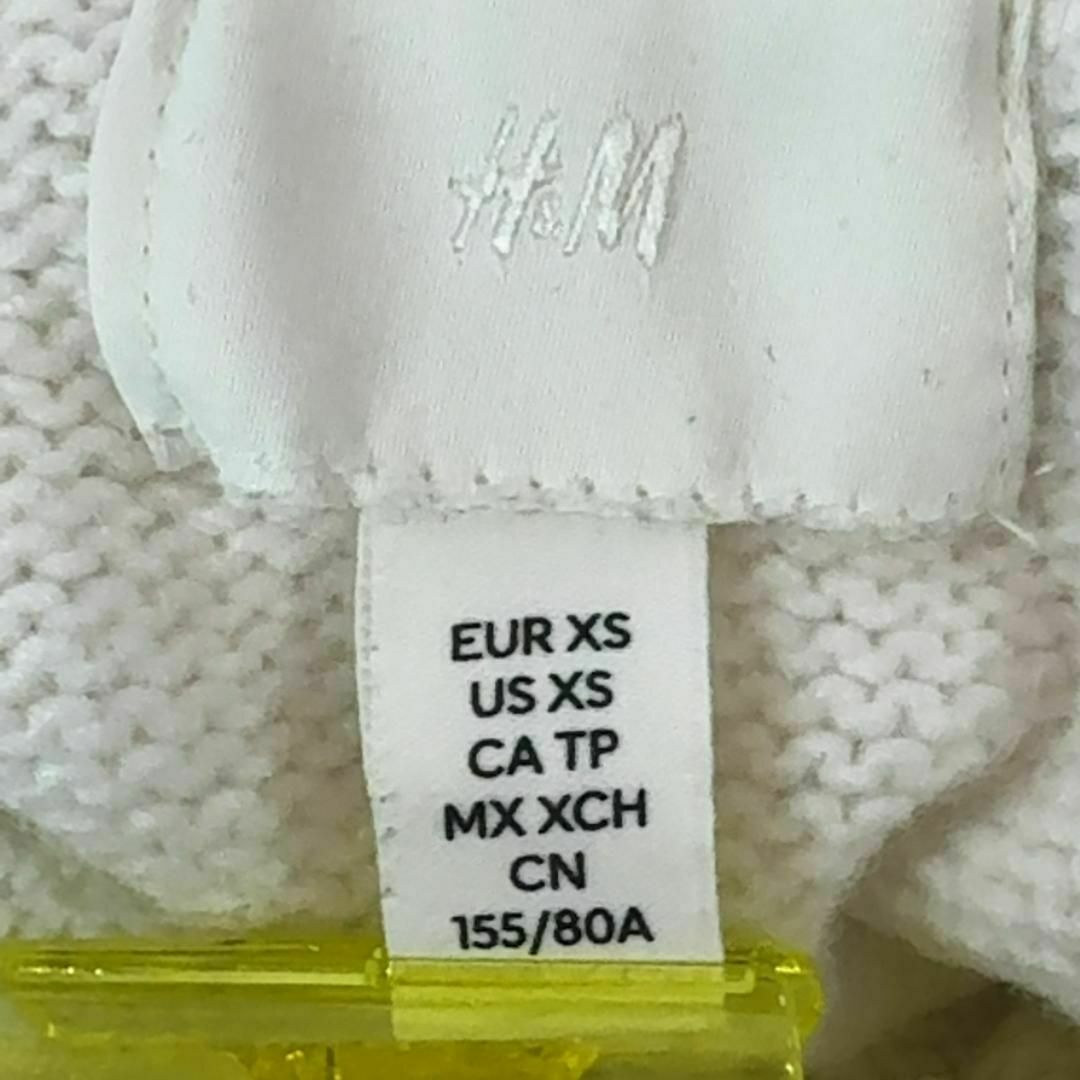 H&M
EUR XS
US XS
CA TP
MX XCH
CN
155/80A